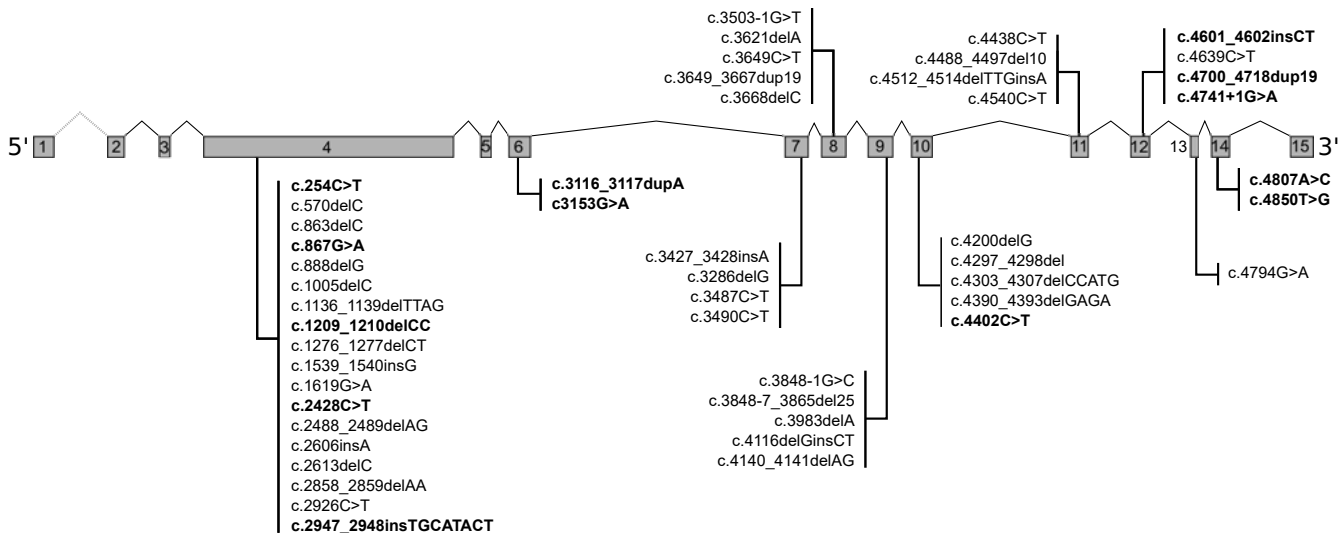 c.3503-1G>T
c.3621delA
c.3649C>T
c.3649_3667dup19
c.3668delC
c.4438C>T
c.4488_4497del10
c.4512_4514delTTGinsA
c.4540C>T
c.4601_4602insCT
c.4639C>T
c.4700_4718dup19
c.4741+1G>A
5' 1 2 3 4 5 6 7 8 9 10 11 12 13 14 15 3'
c.254C>T
c.570delC
c.863delC
c.867G>A
c.888delG
c.1005delC
c.1136_1139delTTAG
c.1209_1210delCC
c.1276_1277delCT
c.1539_1540insG
c.1619G>A
c.2428C>T
c.2488_2489delAG
c.2606insA
c.2613delC
c.2858_2859delAA
c.2926C>T
c.2947_2948insTGCATACT
c.3116_3117dupA
c3153G>A
c.3427_3428insA
c.3286delG
c.3487C>T
c.3490C>T
c.3848-1G>C
c.3848-7_3865del25
c.3983delA
c.4116delGinsCT
c.4140_4141delAG
c.4200delG
c.4297_4298del
c.4303_4307delCCATG
c.4390_4393delGAGA
c.4402C>T
c.4794G>A
c.4807A>C
c.4850T>G